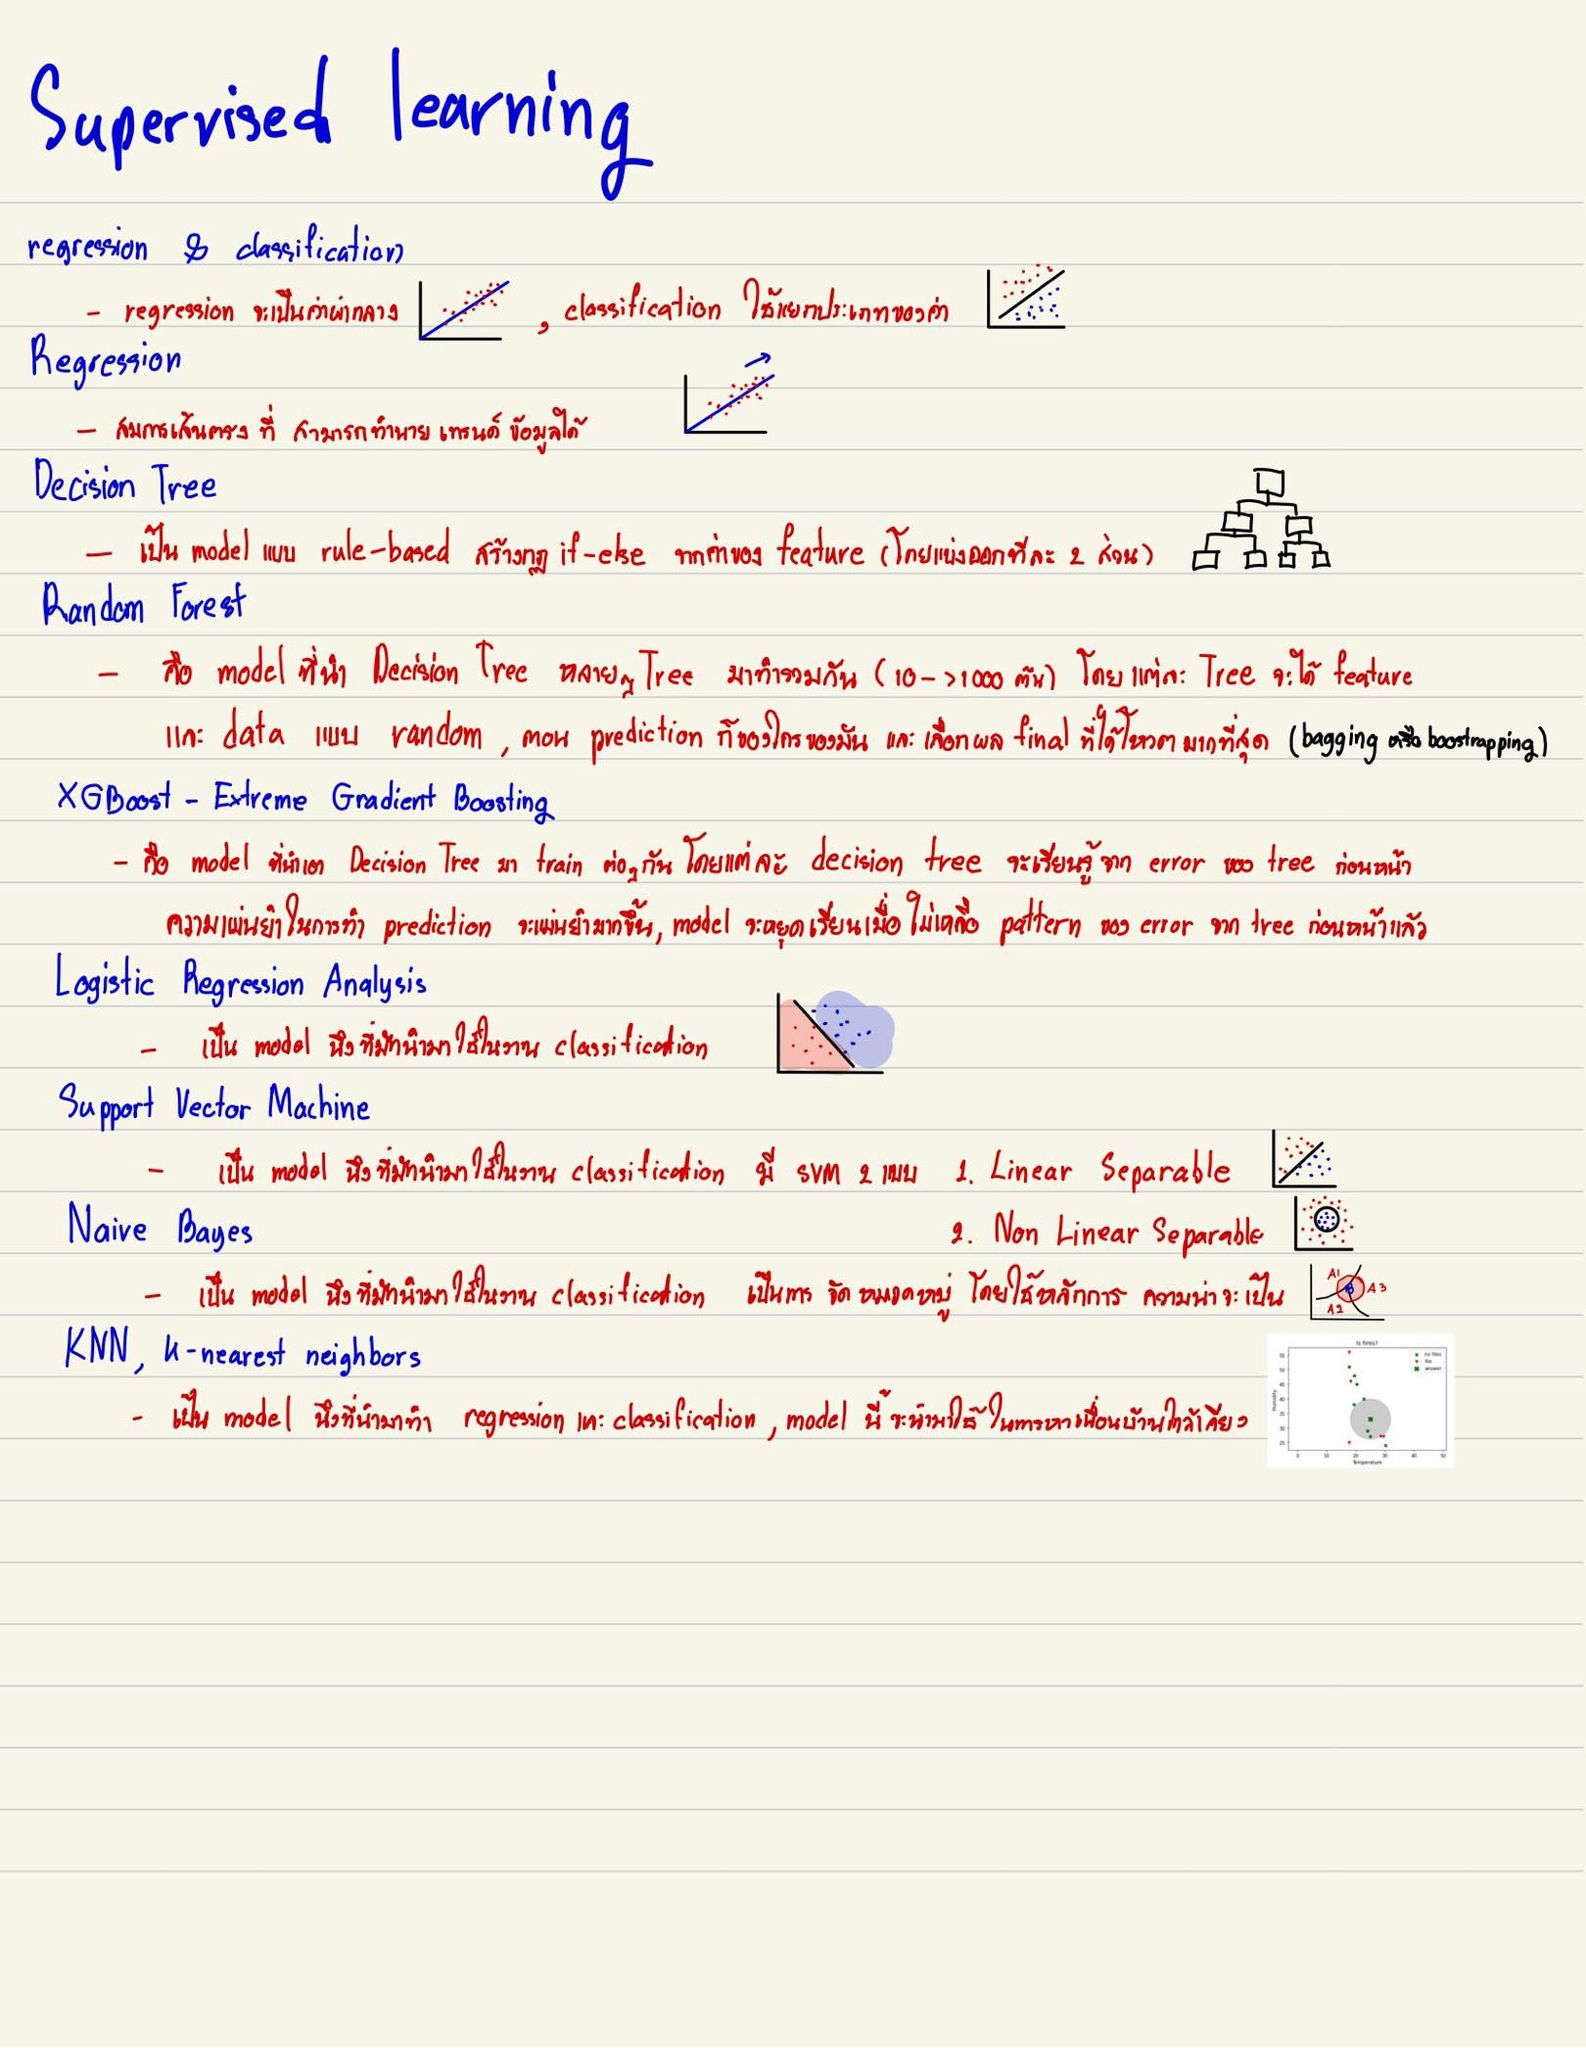 Supervised learning
regression & classification
- regression จะเป็นค่าผ่ากลาง , classification ใช้แยกประเภทของค่า
Regression
- สมการเส้นตรง ที่ สามารถทำนาย เทรนด์ ข้อมูลได้
Decision Tree
- เป็น model แบบ rule-based สร้างกฎ if-else จากค่าของ feature (โดยแบ่งออกทีละ 2 ส่วน)
Random Forest
- คือ model ที่นำ Decision Tree หลายๆ Tree มาทำรวมกัน (10->1000 ต้น) โดยแต่ละ Tree จะได้ feature
และ data แบบ random , ตอน prediction ก็ของใครของมัน และ เลือกผล final ที่ได้โหวตมากที่สุด (bagging หรือ boostrapping)
XGBoost - Extreme Gradient Boosting
- คือ model ที่นำเอา Decision Tree มา train ต่อๆกัน โดยแต่ละ decision tree จะเรียนรู้จาก error ของ tree ก่อนหน้า
ความแม่นยำในการทำ prediction จะแม่นยำมากขึ้น, model จะหยุดเรียนเมื่อ ไม่เหลือ pattern ของ error จาก tree ก่อนหน้าแล้ว
Logistic Regression Analysis
- เป็น model นึงที่มักนำมาใช้ในงาน classification
Support Vector Machine
- เป็น model นึงที่มักนำมาใช้ในงาน classification มี SVM 2 แบบ 1. Linear Separable
2. Non Linear Separable
Naive Bayes
- เป็น model นึงที่มักนำมาใช้ในงาน classification เป็นการ จัดหมวดหมู่ โดยใช้หลักการ ความน่าจะเป็น
A1
B A3
A2
KNN, k-nearest neighbors
- เป็น model นึงที่นำมาทำ regression และ classification , model นี้ จะนำมาใช้ในการหาเพื่อนบ้านใกล้เคียง
Is fires?
no fires
fire
answer
Humidity
55
50
45
40
35
30
25
0 10 20 30 40 50
Temperature